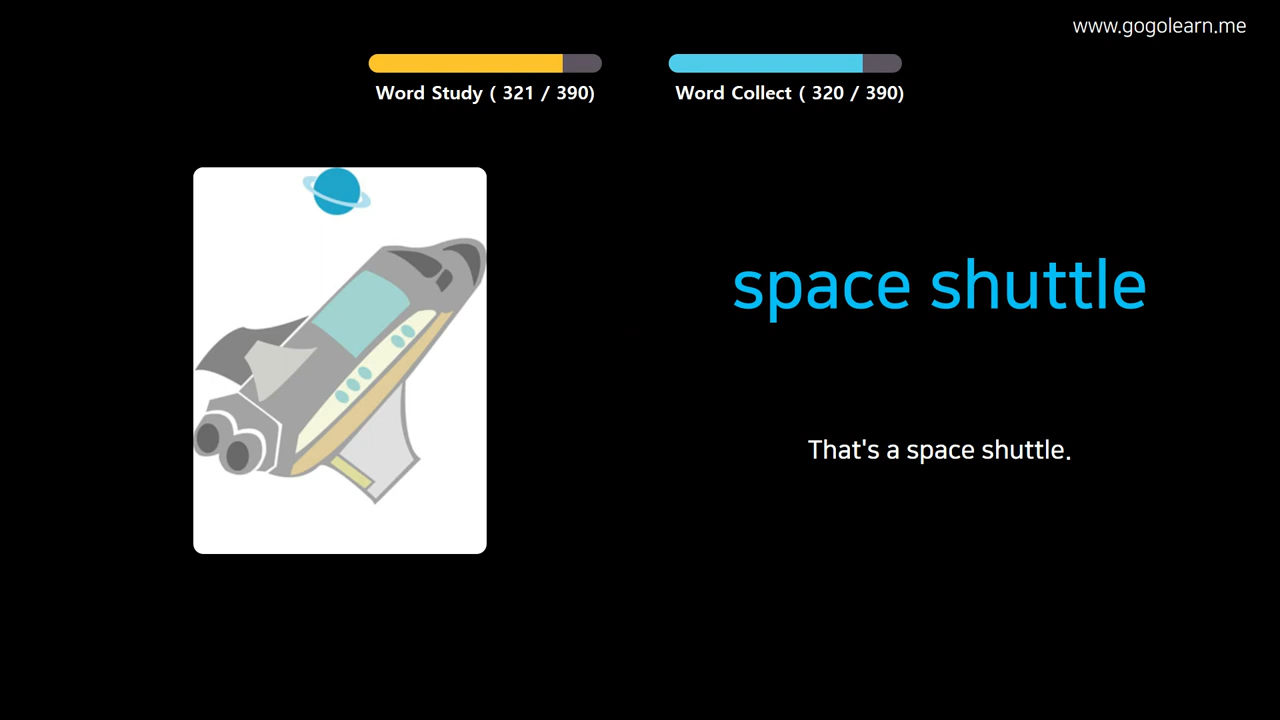 www.gogolearn.me
Word Study ( 321 / 390)
Word Collect ( 320 / 390)
space shuttle
That's a space shuttle.